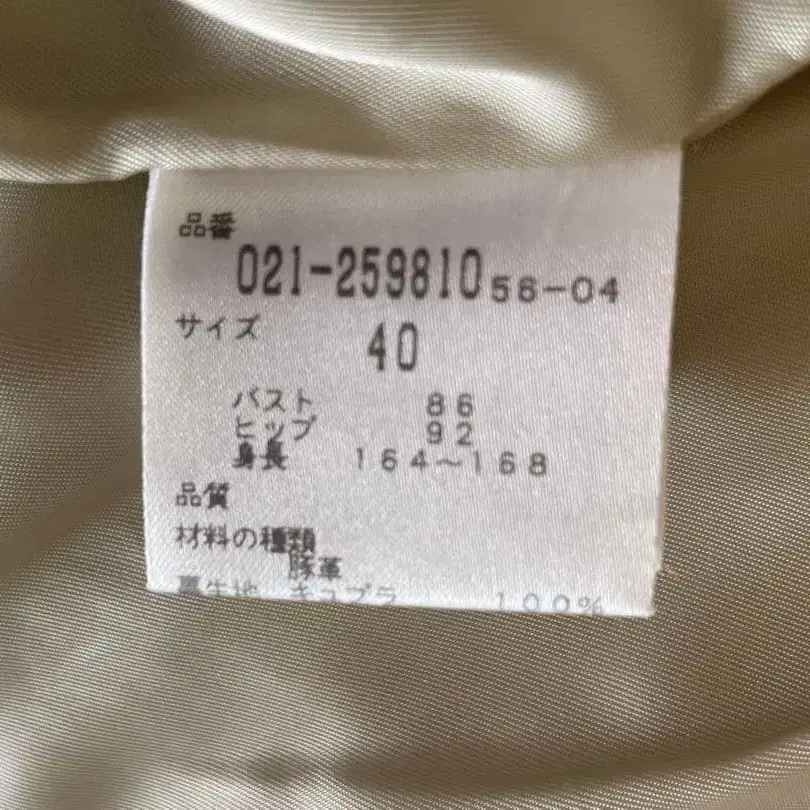 品番
021-259810 56-04
サイズ
40
バスト 86
ヒップ 92
身長 164~168
品質
材料の種類
豚革
裏生地 キュプラ 100%